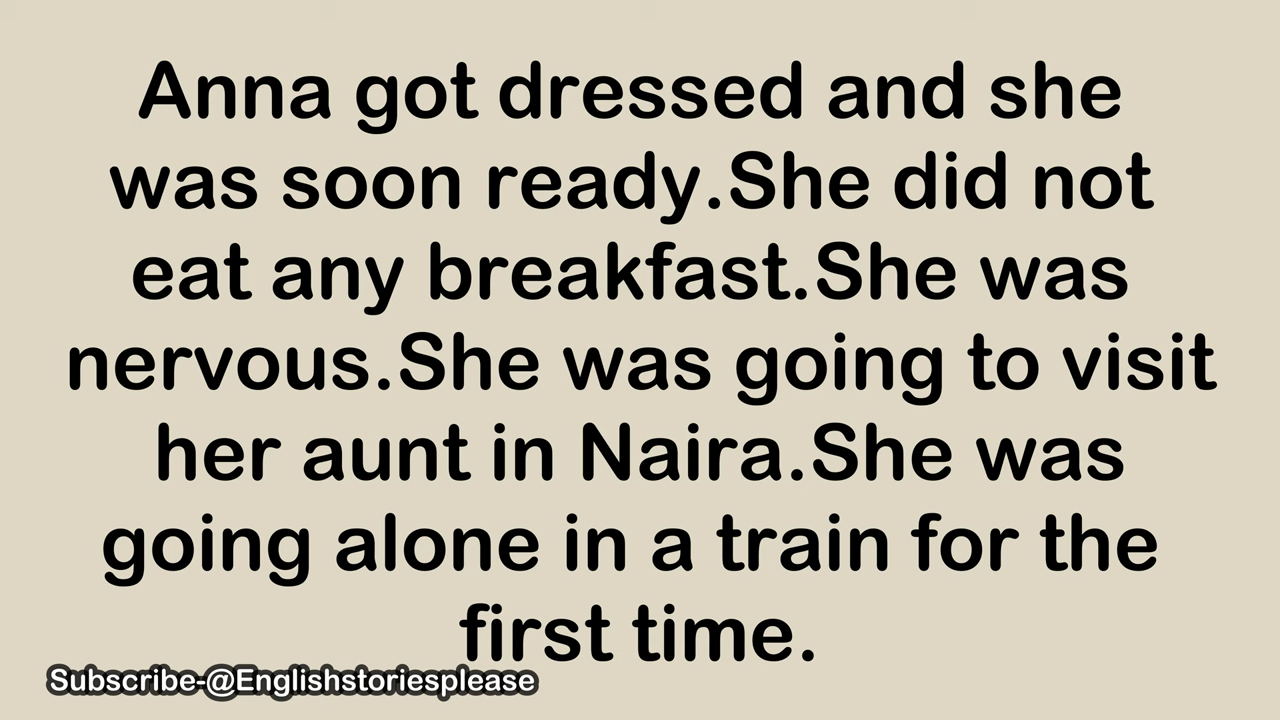 Anna got dressed and she
was soon ready.She did not
eat any breakfast.She was
nervous.She was going to visit
her aunt in Naira.She was
going alone in a train for the
first time.
Subscribe-@Englishstoriesplease